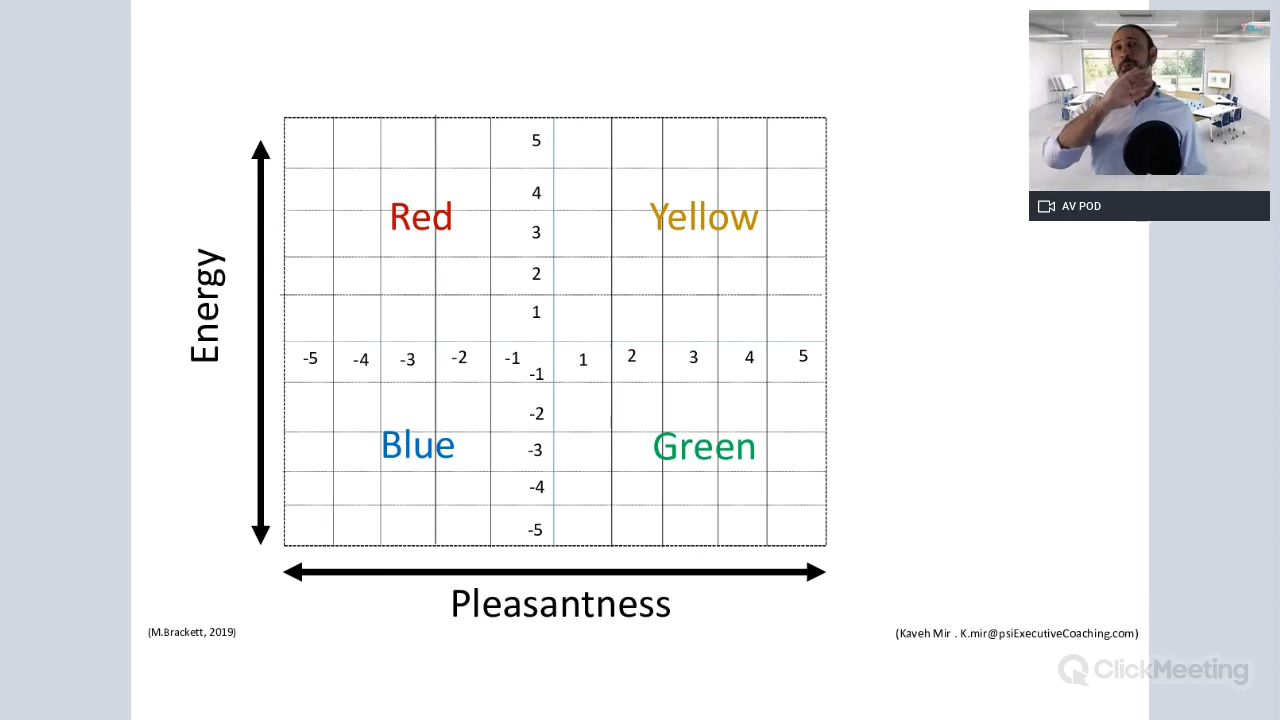 AV POD
5
4
Red
Yellow
3
2
Energy
1
-5 -4 -3 -2 -1 1 2 3 4 5
-1
-2
Blue
-3
Green
-4
-5
Pleasantness
(M.Brackett, 2019)
(Kaveh Mir . K.mir@psiExecutiveCoaching.com)
ClickMeeting